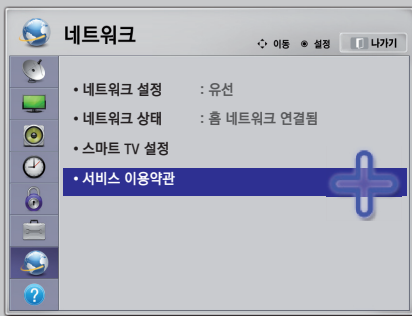 네트워크
이동 ⊙ 설정 나가기
• 네트워크 설정 : 유선
• 네트워크 상태 : 홈 네트워크 연결됨
• 스마트 TV 설정
• 서비스 이용약관
?